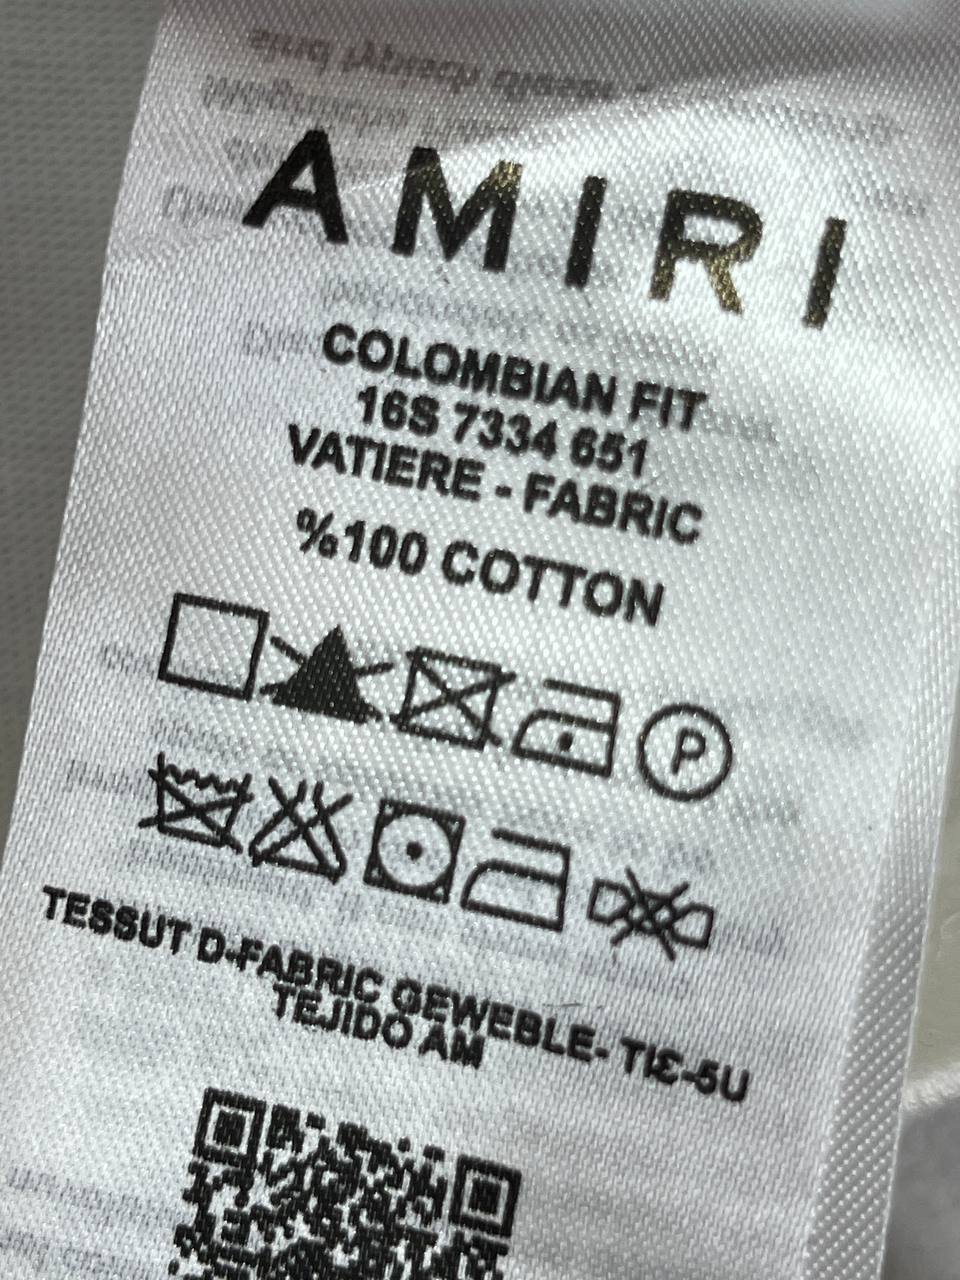 AMIRI
COLOMBIAN FIT
16S 7334 651
VATIERE - FABRIC
%100 COTTON
P
TESSUT D-FABRIC GEWEBLE- TIƐ-5U
TEJIDO AM